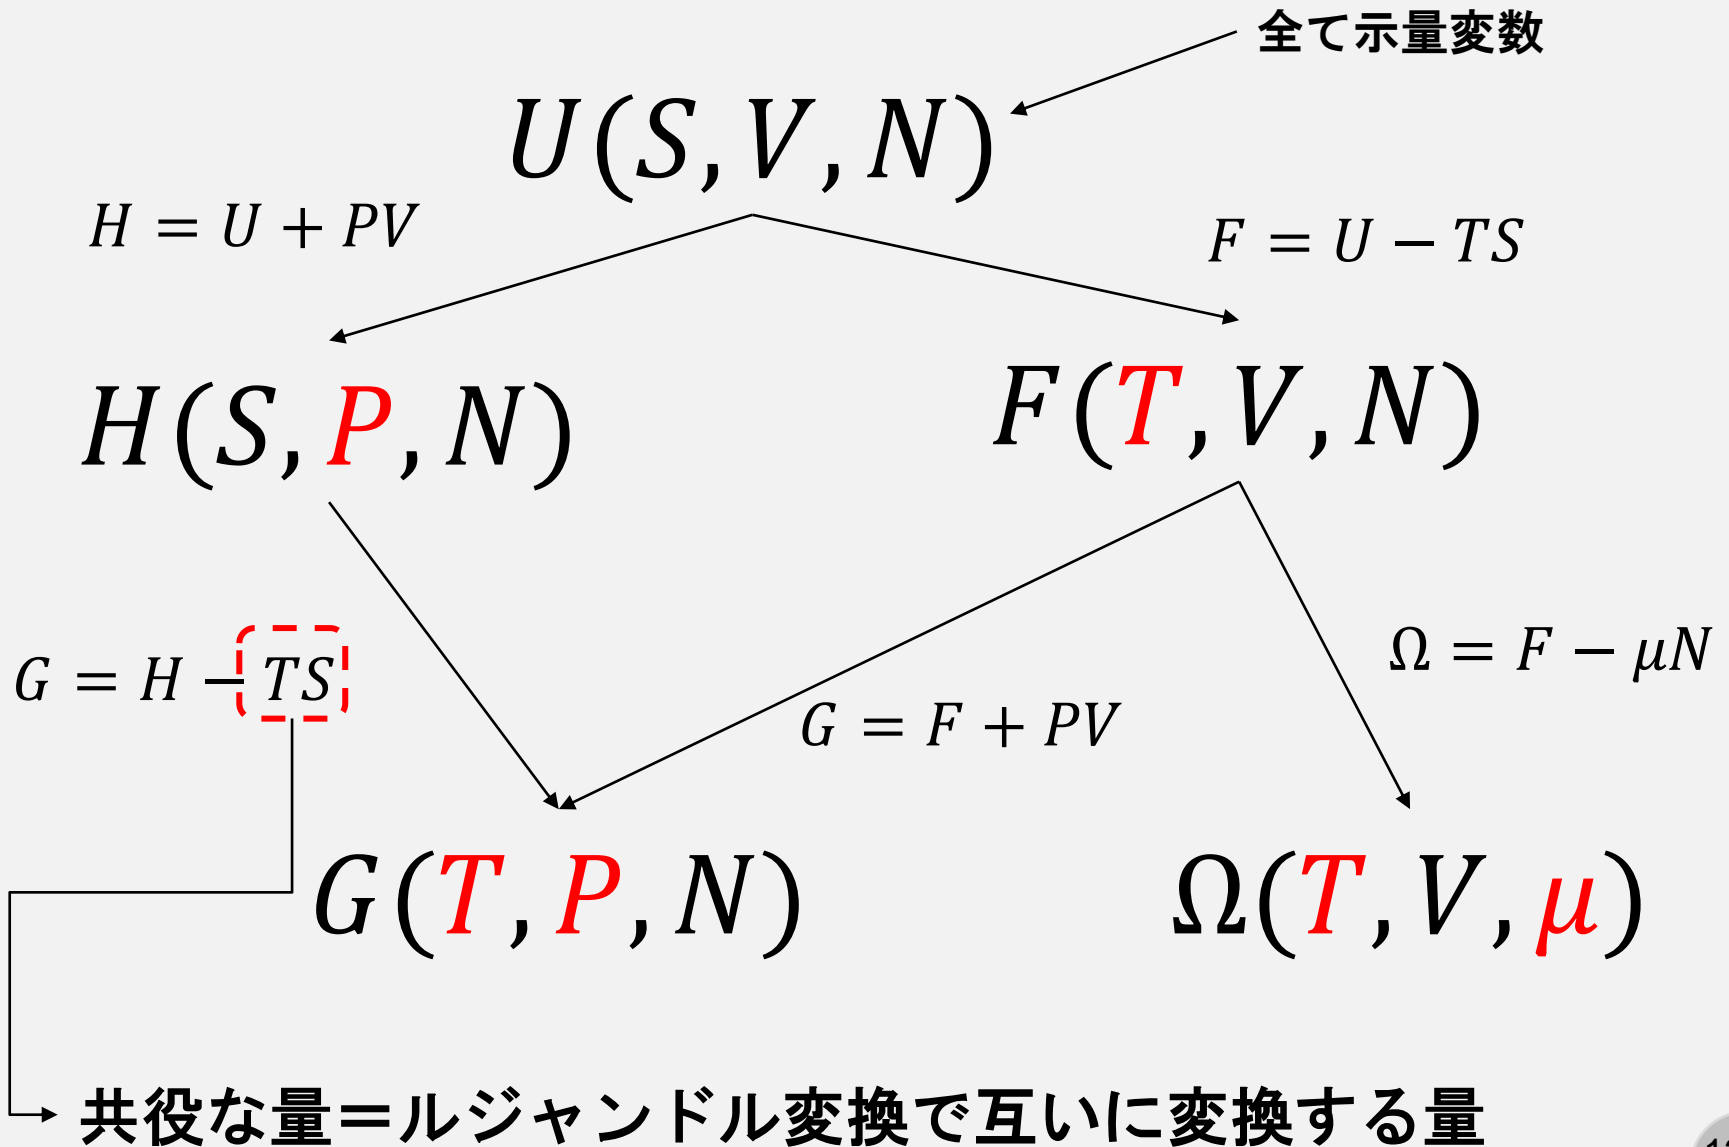 全て示量変数
U(S,V,N)
H = U + PV
F = U − TS
H(S,P,N)
F(T,V,N)
G = H − TS
Ω = F − μN
G = F + PV
G(T,P,N)
Ω(T,V,μ)
共役な量＝ルジャンドル変換で互いに変換する量